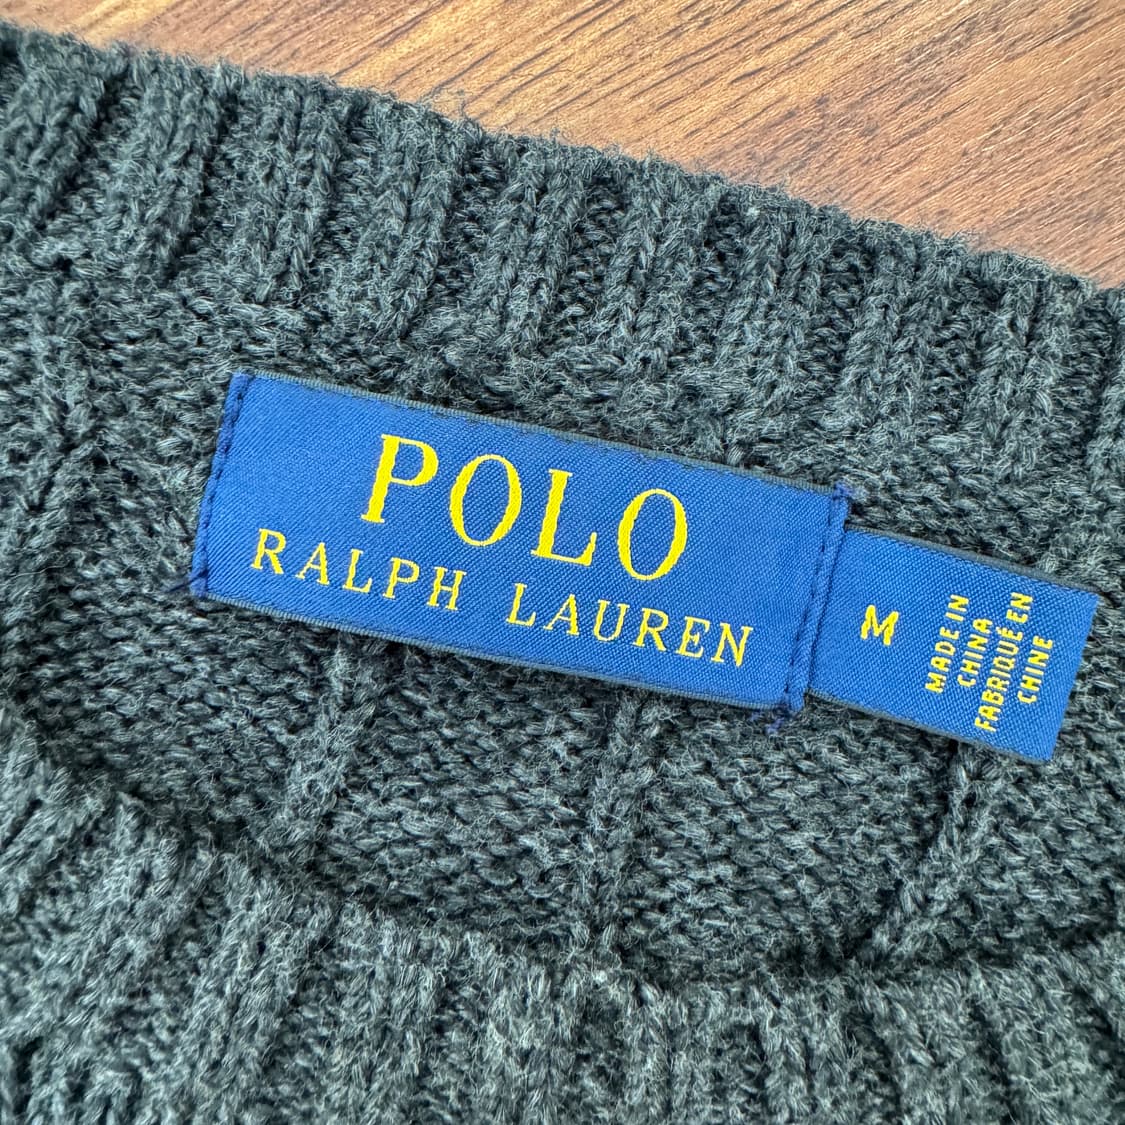 POLO
RALPH LAUREN
M
MADE IN
CHINA
FABRIQUÉ EN
CHINE